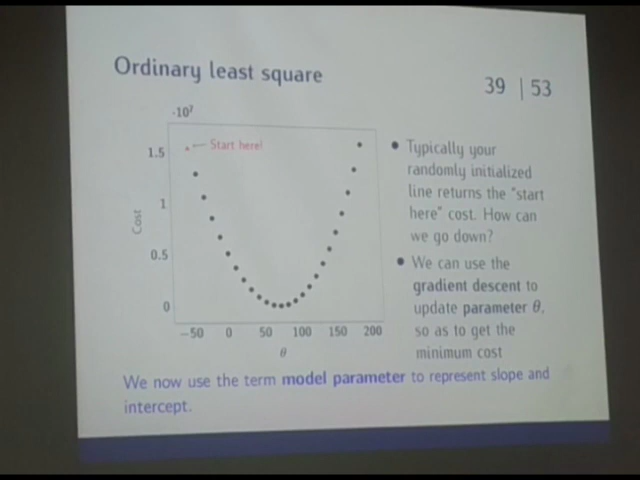 Ordinary least square
39 | 53
·10⁷
Start here!
1.5
1
0.5
0
Cost
−50 0 50 100 150 200
θ
• Typically your
randomly initialized
line returns the "start
here" cost. How can
we go down?
• We can use the
gradient descent to
update parameter θ,
so as to get the
minimum cost
We now use the term model parameter to represent slope and
intercept.